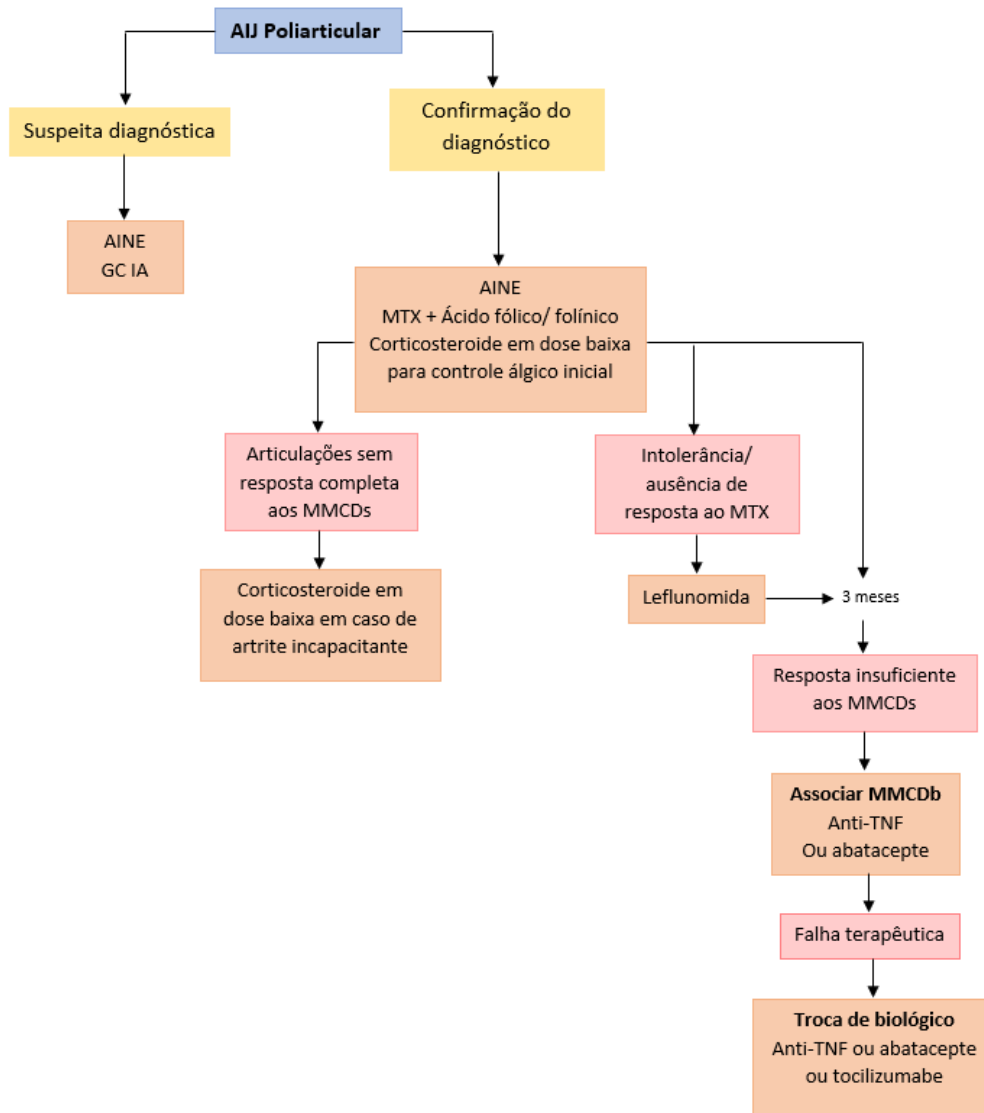 AIJ Poliarticular
Suspeita diagnóstica
Confirmação do
diagnóstico
AINE
GC IA
AINE
MTX + Ácido fólico/ folínico
Corticosteroide em dose baixa
para controle álgico inicial
Articulações sem
resposta completa
aos MMCDs
Intolerância/
ausência de
resposta ao MTX
Corticosteroide em
dose baixa em caso de
artrite incapacitante
Leflunomida
3 meses
Resposta insuficiente
aos MMCDs
Associar MMCDb
Anti-TNF
Ou abatacepte
Falha terapêutica
Troca de biológico
Anti-TNF ou abatacepte
ou tocilizumabe